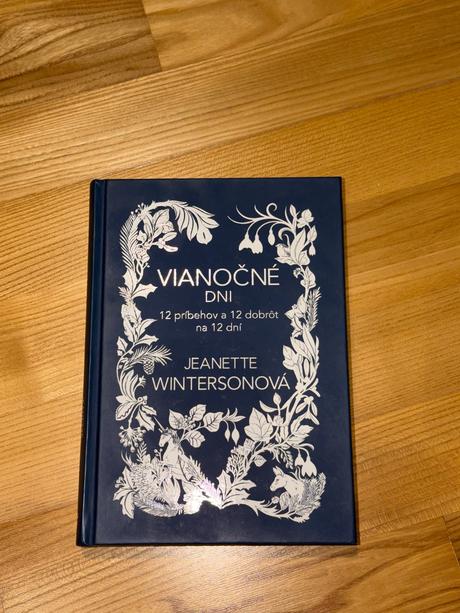 VIANOČNÉ
DNI
12 príbehov a 12 dobrôt
na 12 dní
JEANETTE
WINTERSONOVÁ